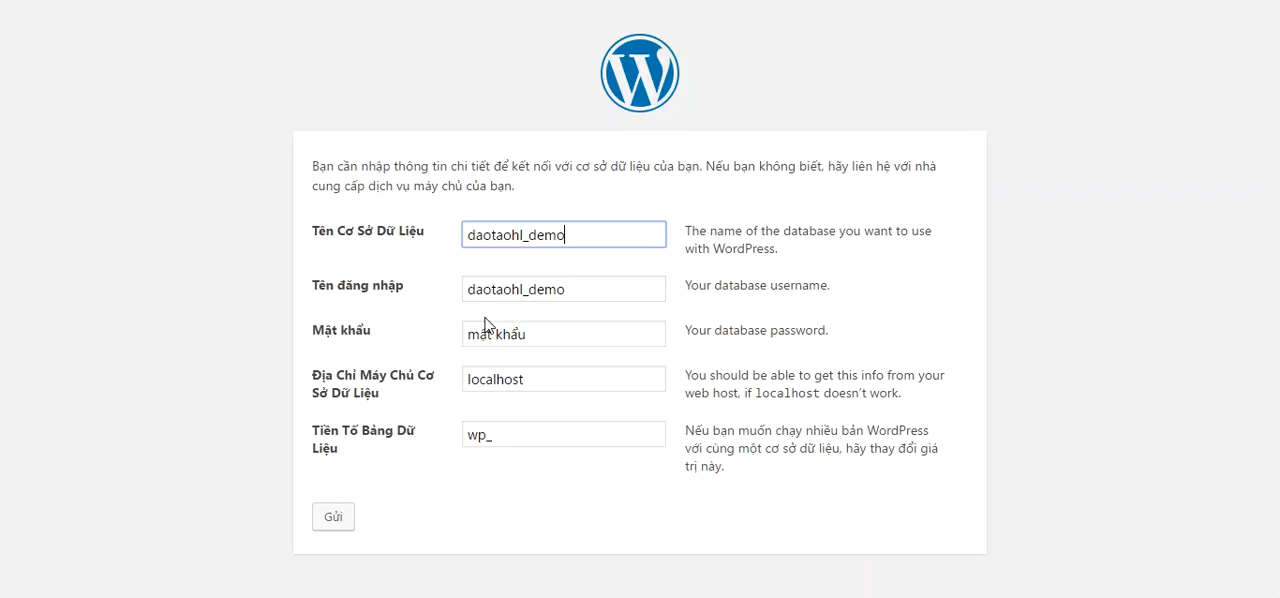 Bạn cần nhập thông tin chi tiết để kết nối với cơ sở dữ liệu của bạn. Nếu bạn không biết, hãy liên hệ với nhà
cung cấp dịch vụ máy chủ của bạn.
Tên Cơ Sở Dữ Liệu
daotaohl_demo
The name of the database you want to use
with WordPress.
Tên đăng nhập
daotaohl_demo
Your database username.
Mật khẩu
mật khẩu
Your database password.
Địa Chỉ Máy Chủ Cơ
Sở Dữ Liệu
localhost
You should be able to get this info from your
web host, if localhost doesn't work.
Tiền Tố Bảng Dữ
Liệu
wp_
Nếu bạn muốn chạy nhiều bản WordPress
với cùng một cơ sở dữ liệu, hãy thay đổi giá
trị này.
Gửi